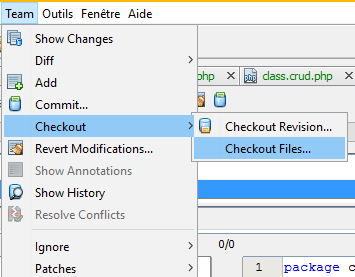 Team Outils Fenêtre Aide
Show Changes
Diff
Add
Commit...
Checkout
Revert Modifications...
Show Annotations
Show History
Resolve Conflicts
Ignore
Patches
Checkout Revision...
Checkout Files...
php class.crud.php
0/0
1 package c